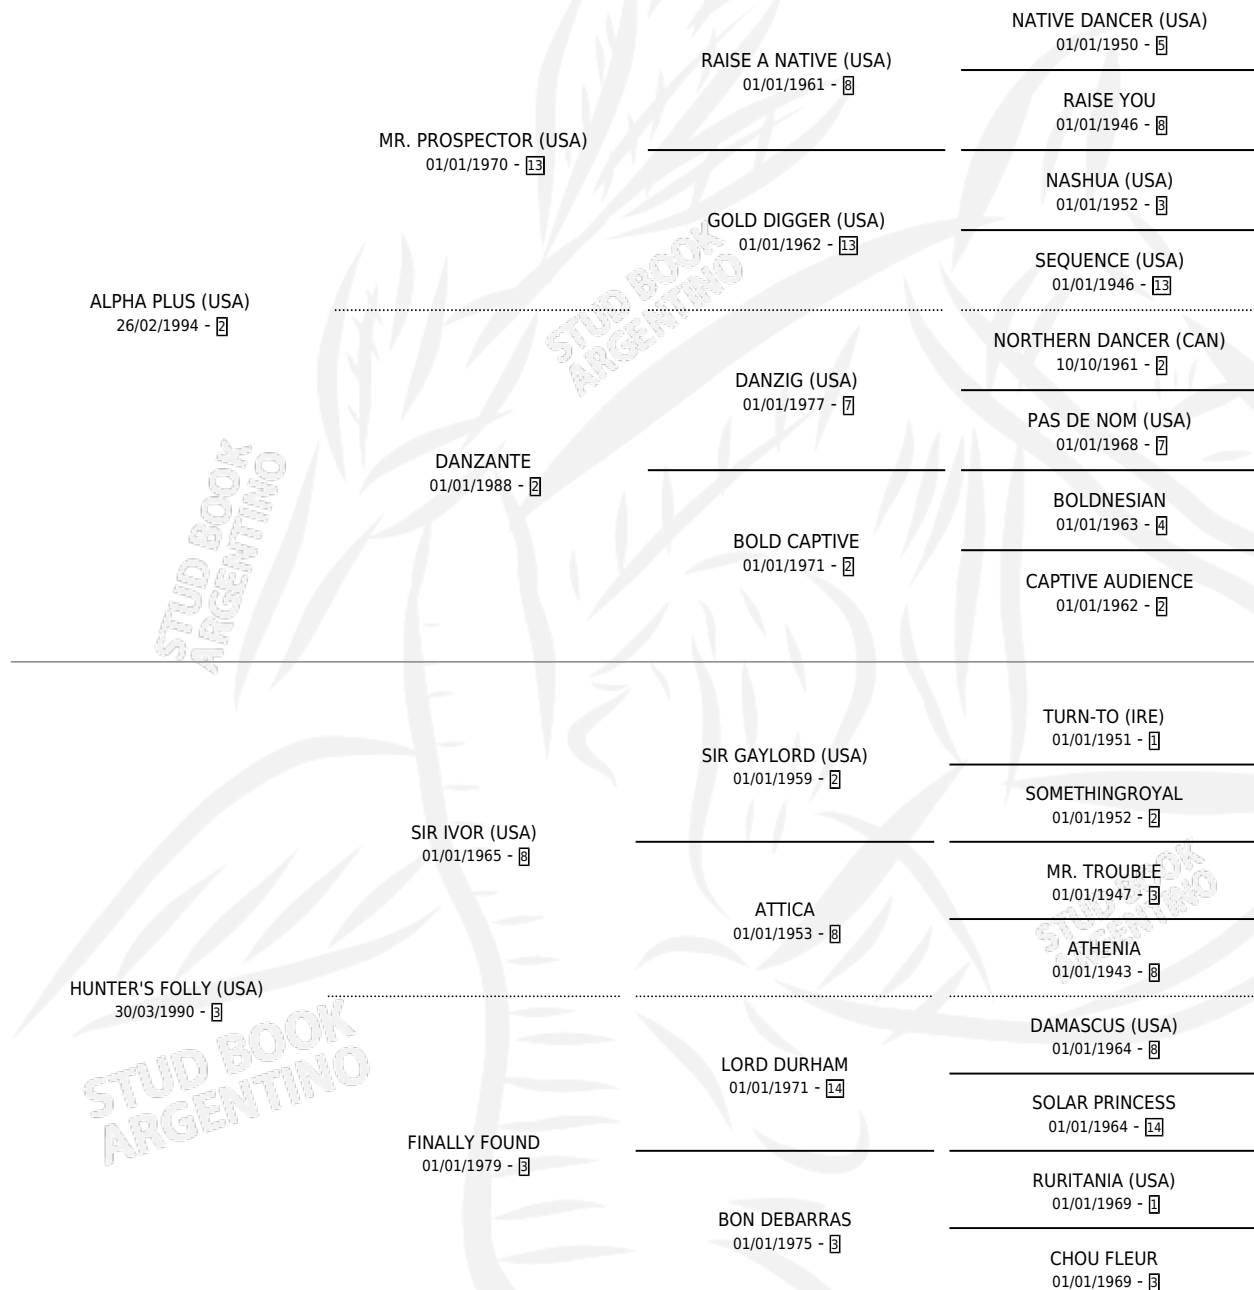 NATIVE DANCER (USA)
01/01/1950 - 5
RAISE A NATIVE (USA)
01/01/1961 - 8
RAISE YOU
01/01/1946 - 8
MR. PROSPECTOR (USA)
01/01/1970 - 13
NASHUA (USA)
01/01/1952 - 3
GOLD DIGGER (USA)
01/01/1962 - 13
SEQUENCE (USA)
01/01/1946 - 13
ALPHA PLUS (USA)
26/02/1994 - 2
STUD BOOK
ARGENTINO
NORTHERN DANCER (CAN)
10/10/1961 - 2
DANZIG (USA)
01/01/1977 - 7
PAS DE NOM (USA)
01/01/1968 - 7
DANZANTE
01/01/1988 - 2
BOLDNESIAN
01/01/1963 - 4
BOLD CAPTIVE
01/01/1971 - 2
CAPTIVE AUDIENCE
01/01/1962 - 2
STUD BOOK
ARGENTINO
TURN-TO (IRE)
01/01/1951 - 1
SIR GAYLORD (USA)
01/01/1959 - 2
SOMETHINGROYAL
01/01/1952 - 2
SIR IVOR (USA)
01/01/1965 - 8
MR. TROUBLE
01/01/1947 - 3
ATTICA
01/01/1953 - 8
STUD BOOK
ARGENTINO
ATHENIA
01/01/1943 - 8
HUNTER'S FOLLY (USA)
30/03/1990 - 3
STUD BOOK
ARGENTINO
DAMASCUS (USA)
01/01/1964 - 8
LORD DURHAM
01/01/1971 - 14
SOLAR PRINCESS
01/01/1964 - 14
FINALLY FOUND
01/01/1979 - 3
RURITANIA (USA)
01/01/1969 - 1
BON DEBARRAS
01/01/1975 - 3
CHOU FLEUR
01/01/1969 - 3